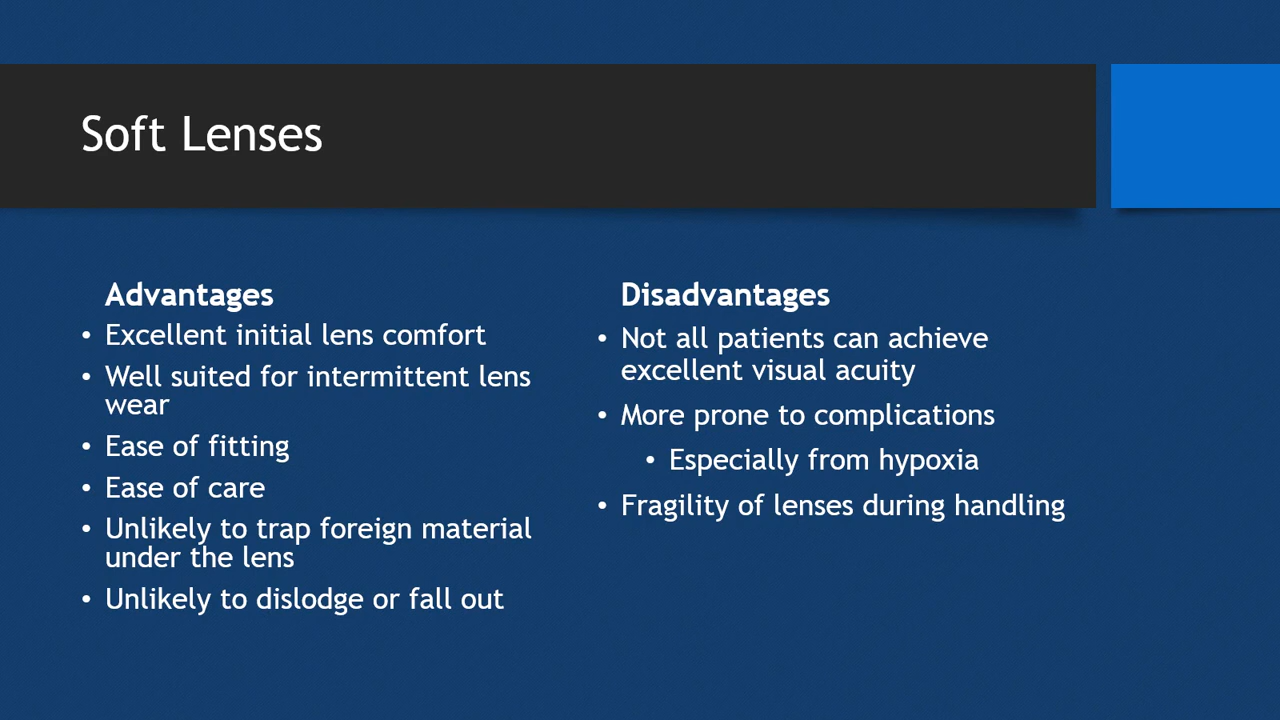 Soft Lenses
Advantages
• Excellent initial lens comfort
• Well suited for intermittent lens
wear
• Ease of fitting
• Ease of care
• Unlikely to trap foreign material
under the lens
• Unlikely to dislodge or fall out
Disadvantages
• Not all patients can achieve
excellent visual acuity
• More prone to complications
• Especially from hypoxia
• Fragility of lenses during handling